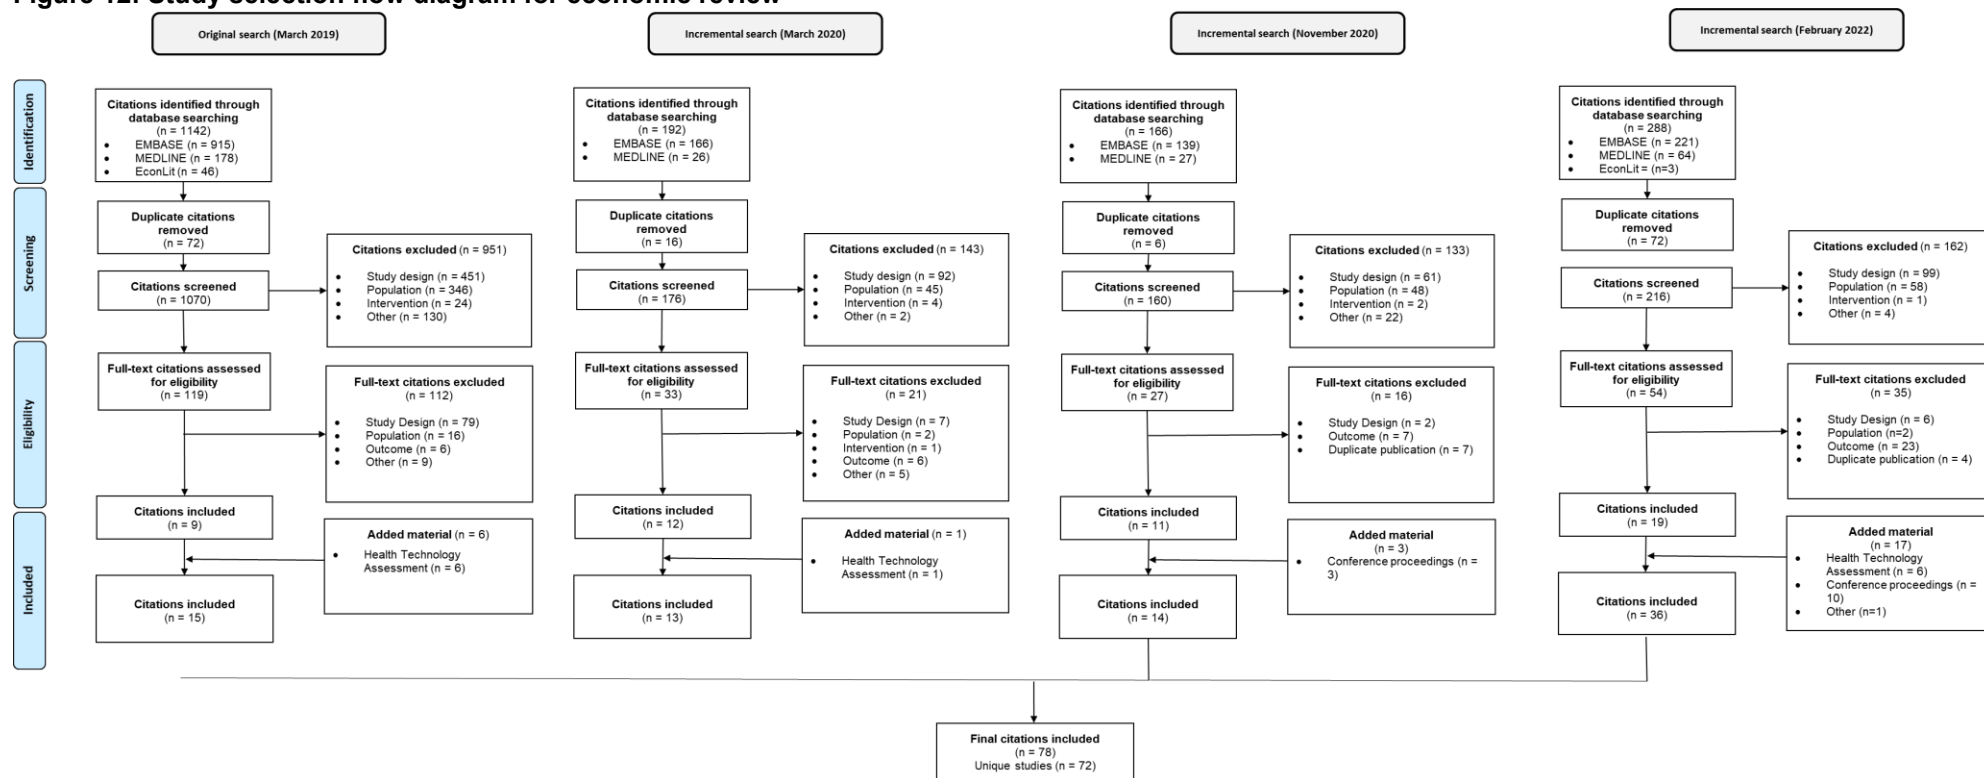 Figure 12: Study selection flow diagram for economic review
Original search (March 2019)
Incremental search (March 2020)
Incremental search (November 2020)
Incremental search (February 2022)
Identification
Screening
Eligibility
Included
Citations identified through
database searching
(n = 1142)
• EMBASE (n = 915)
• MEDLINE (n = 178)
• EconLit (n = 46)
Duplicate citations
removed
(n = 72)
Citations excluded (n = 951)
• Study design (n = 451)
• Population (n = 346)
• Intervention (n = 24)
• Other (n = 130)
Citations screened
(n = 1070)
Full-text citations assessed
for eligibility
(n = 119)
Full-text citations excluded
(n = 112)
• Study Design (n = 79)
• Population (n = 16)
• Outcome (n = 6)
• Other (n = 9)
Citations included
(n = 9)
Added material (n = 6)
• Health Technology
Assessment (n = 6)
Citations included
(n = 15)
Citations identified through
database searching
(n = 192)
• EMBASE (n = 166)
• MEDLINE (n = 26)
Duplicate citations
removed
(n = 16)
Citations excluded (n = 143)
• Study design (n = 92)
• Population (n = 45)
• Intervention (n = 4)
• Other (n = 2)
Citations screened
(n = 176)
Full-text citations assessed
for eligibility
(n = 33)
Full-text citations excluded
(n = 21)
• Study Design (n = 7)
• Population (n = 2)
• Intervention (n = 1)
• Outcome (n = 6)
• Other (n = 5)
Citations included
(n = 12)
Added material (n = 1)
• Health Technology
Assessment (n = 1)
Citations included
(n = 13)
Citations identified through
database searching
(n = 166)
• EMBASE (n = 139)
• MEDLINE (n = 27)
Duplicate citations
removed
(n = 6)
Citations excluded (n = 133)
• Study design (n = 61)
• Population (n = 48)
• Intervention (n = 2)
• Other (n = 22)
Citations screened
(n = 160)
Full-text citations assessed
for eligibility
(n = 27)
Full-text citations excluded
(n = 16)
• Study Design (n = 2)
• Outcome (n = 7)
• Duplicate publication (n = 7)
Citations included
(n = 11)
Added material
(n = 3)
• Conference proceedings (n =
3)
Citations included
(n = 14)
Citations identified through
database searching
(n = 288)
• EMBASE (n = 221)
• MEDLINE (n = 64)
• EconLit = (n=3)
Duplicate citations
removed
(n = 72)
Citations excluded (n = 162)
• Study design (n = 99)
• Population (n = 58)
• Intervention (n = 1)
• Other (n = 4)
Citations screened
(n = 216)
Full-text citations assessed
for eligibility
(n = 54)
Full-text citations excluded
(n = 35)
• Study Design (n = 6)
• Population (n=2)
• Outcome (n = 23)
• Duplicate publication (n = 4)
Citations included
(n = 19)
Added material
(n = 17)
• Health Technology
Assessment (n = 6)
• Conference proceedings (n =
10)
• Other (n=1)
Citations included
(n = 36)
Final citations included
(n = 78)
Unique studies (n = 72)